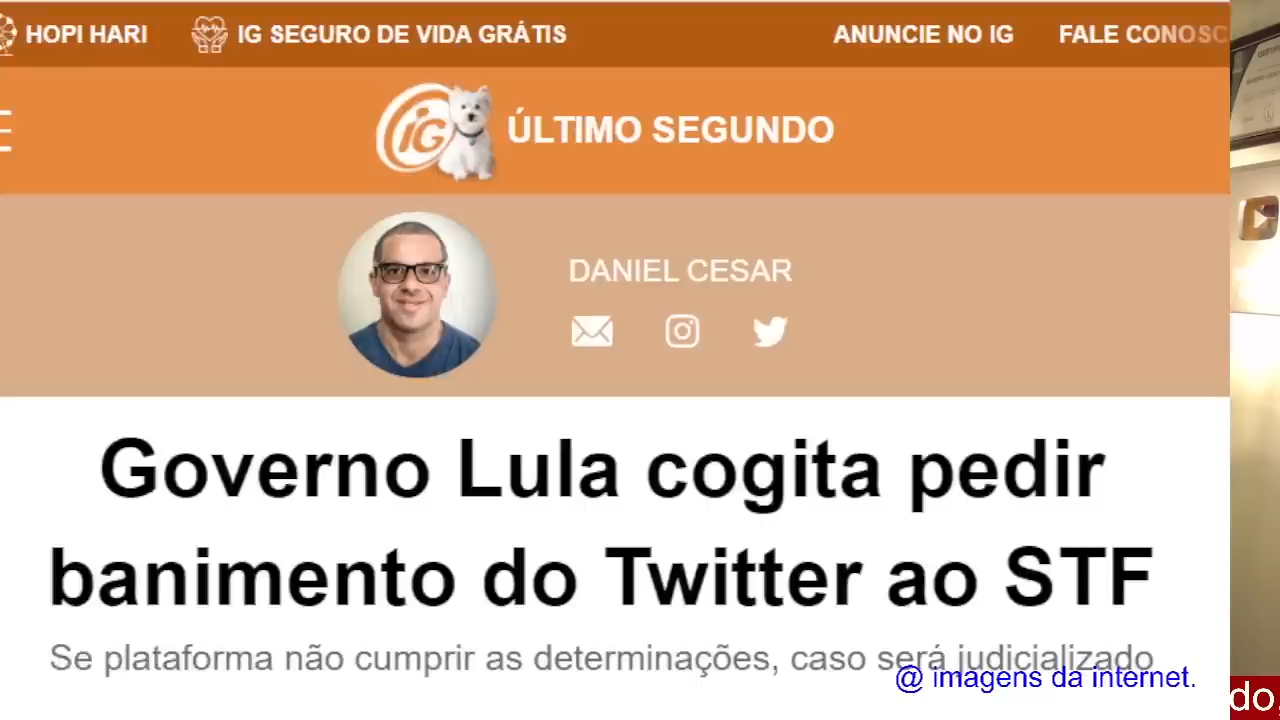 HOPI HARI
IG SEGURO DE VIDA GRÁTIS
ANUNCIE NO IG
FALE CONOSC
iG
ÚLTIMO SEGUNDO
DANIEL CESAR
Governo Lula cogita pedir
banimento do Twitter ao STF
Se plataforma não cumprir as determinações, caso será judicializado
@ imagens da internet.
do,